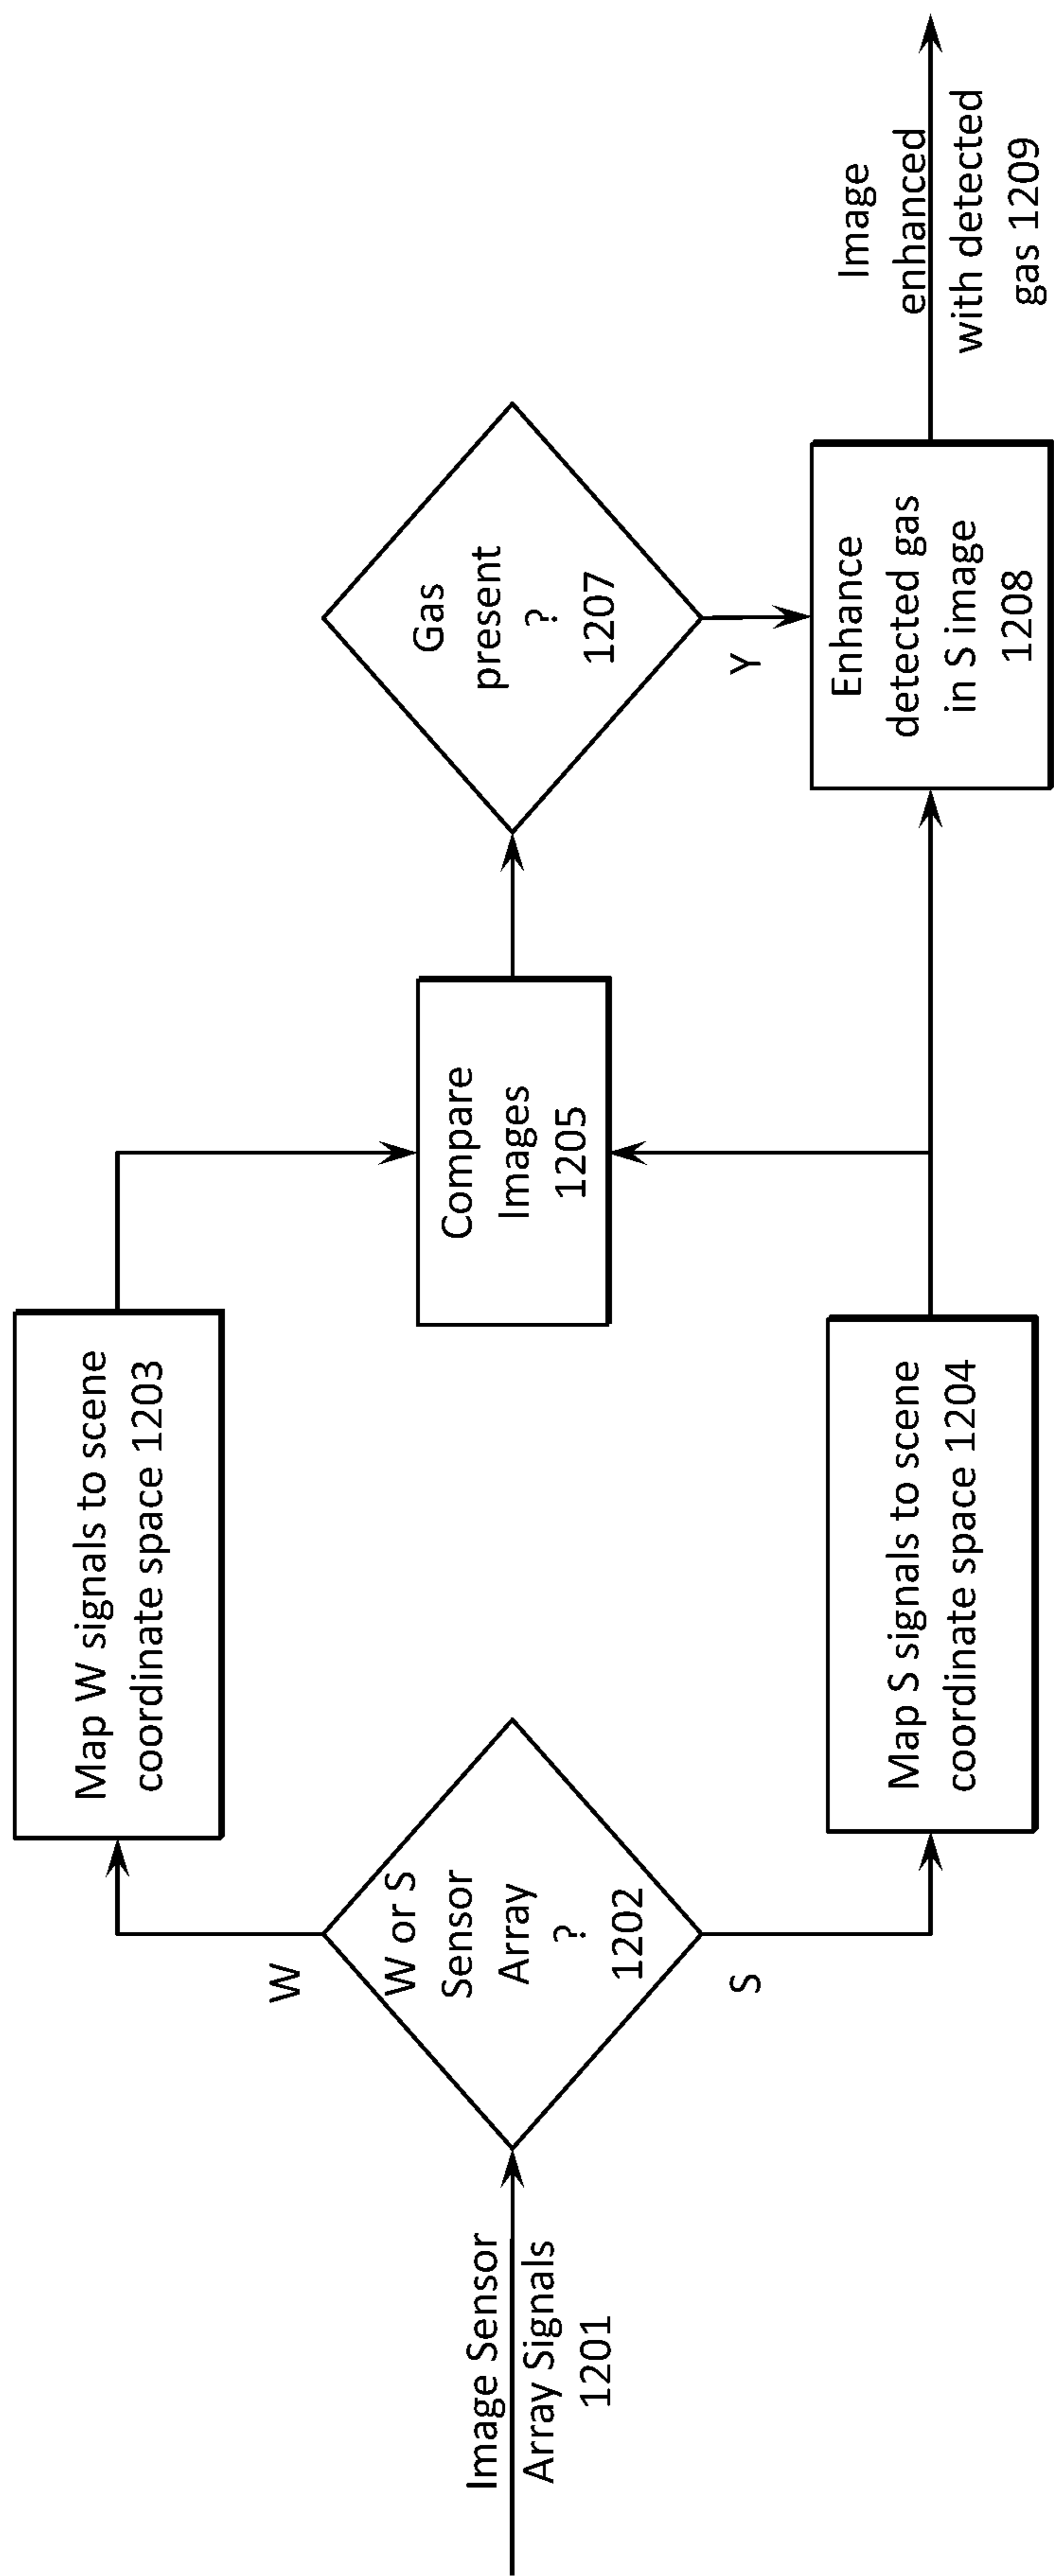 Image Sensor
Array Signals
1201
W or S
Sensor
Array
?
1202
W
S
Map W signals to scene
coordinate space 1203
Map S signals to scene
coordinate space 1204
Compare
Images
1205
Gas
present
?
1207
Y
Enhance
detected gas
in S image
1208
Image
enhanced
with detected
gas 1209